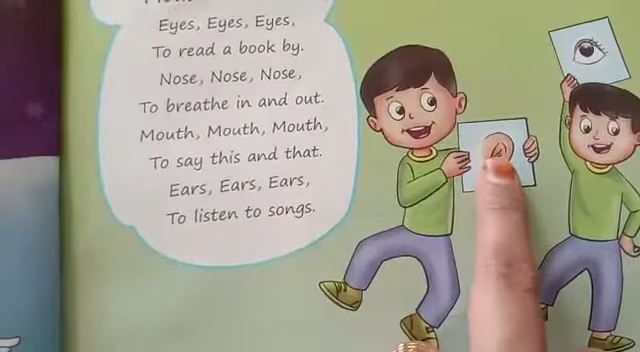 Eyes, Eyes, Eyes,
To read a book by.
Nose, Nose, Nose,
To breathe in and out.
Mouth, Mouth, Mouth,
To say this and that.
Ears, Ears, Ears,
To listen to songs.